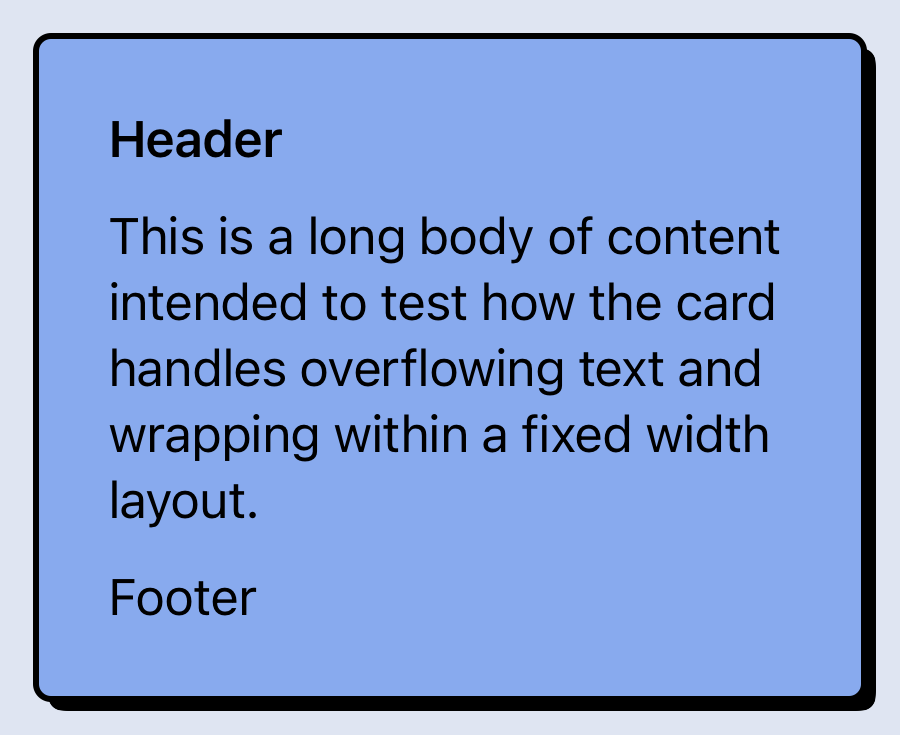 Header
This is a long body of content
intended to test how the card
handles overflowing text and
wrapping within a fixed width
layout.
Footer